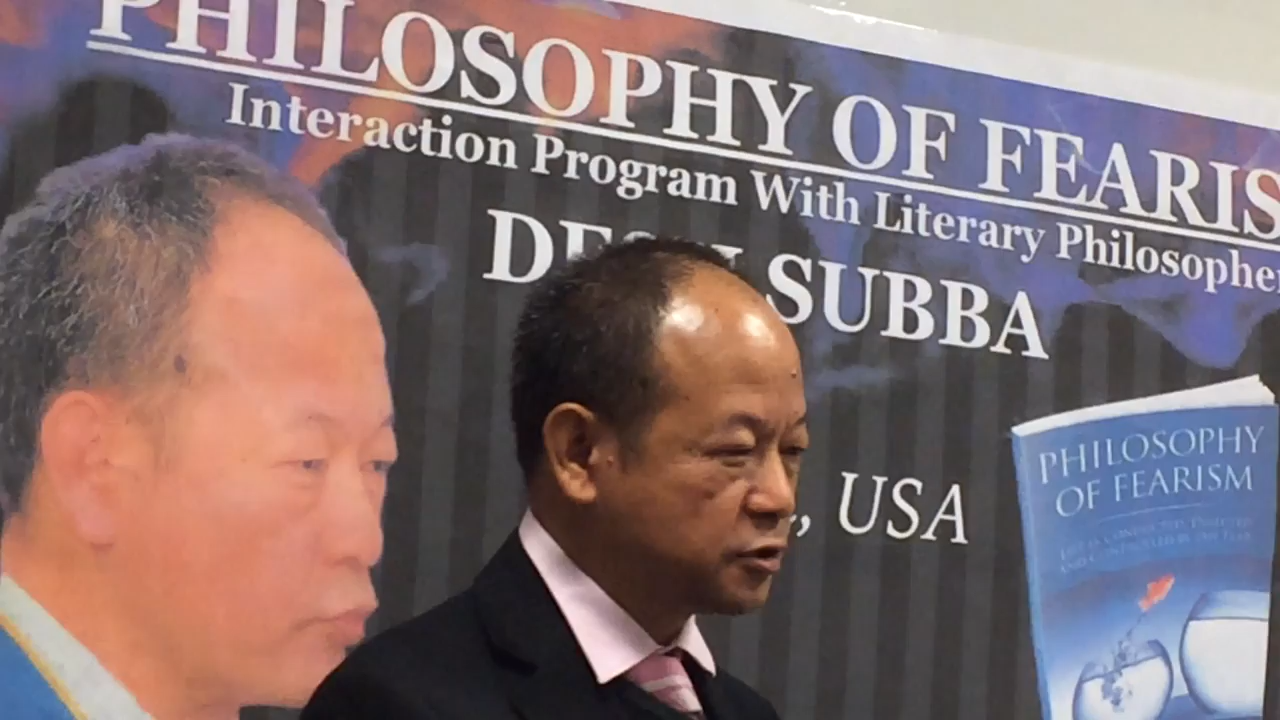 PHILOSOPHY OF FEARIS
Interaction Program With Literary Philosopher
SUBBA
, USA
PHILOSOPHY
OF FEARISM